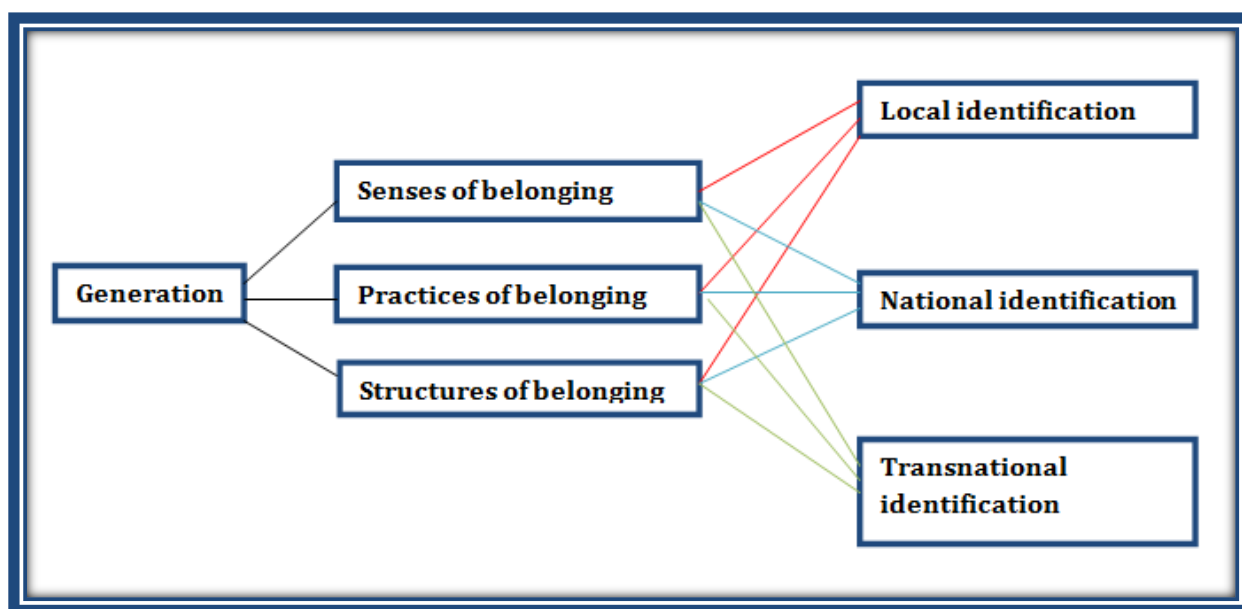 Generation
Senses of belonging
Practices of belonging
Structures of belonging
Local identification
National identification
Transnational
identification